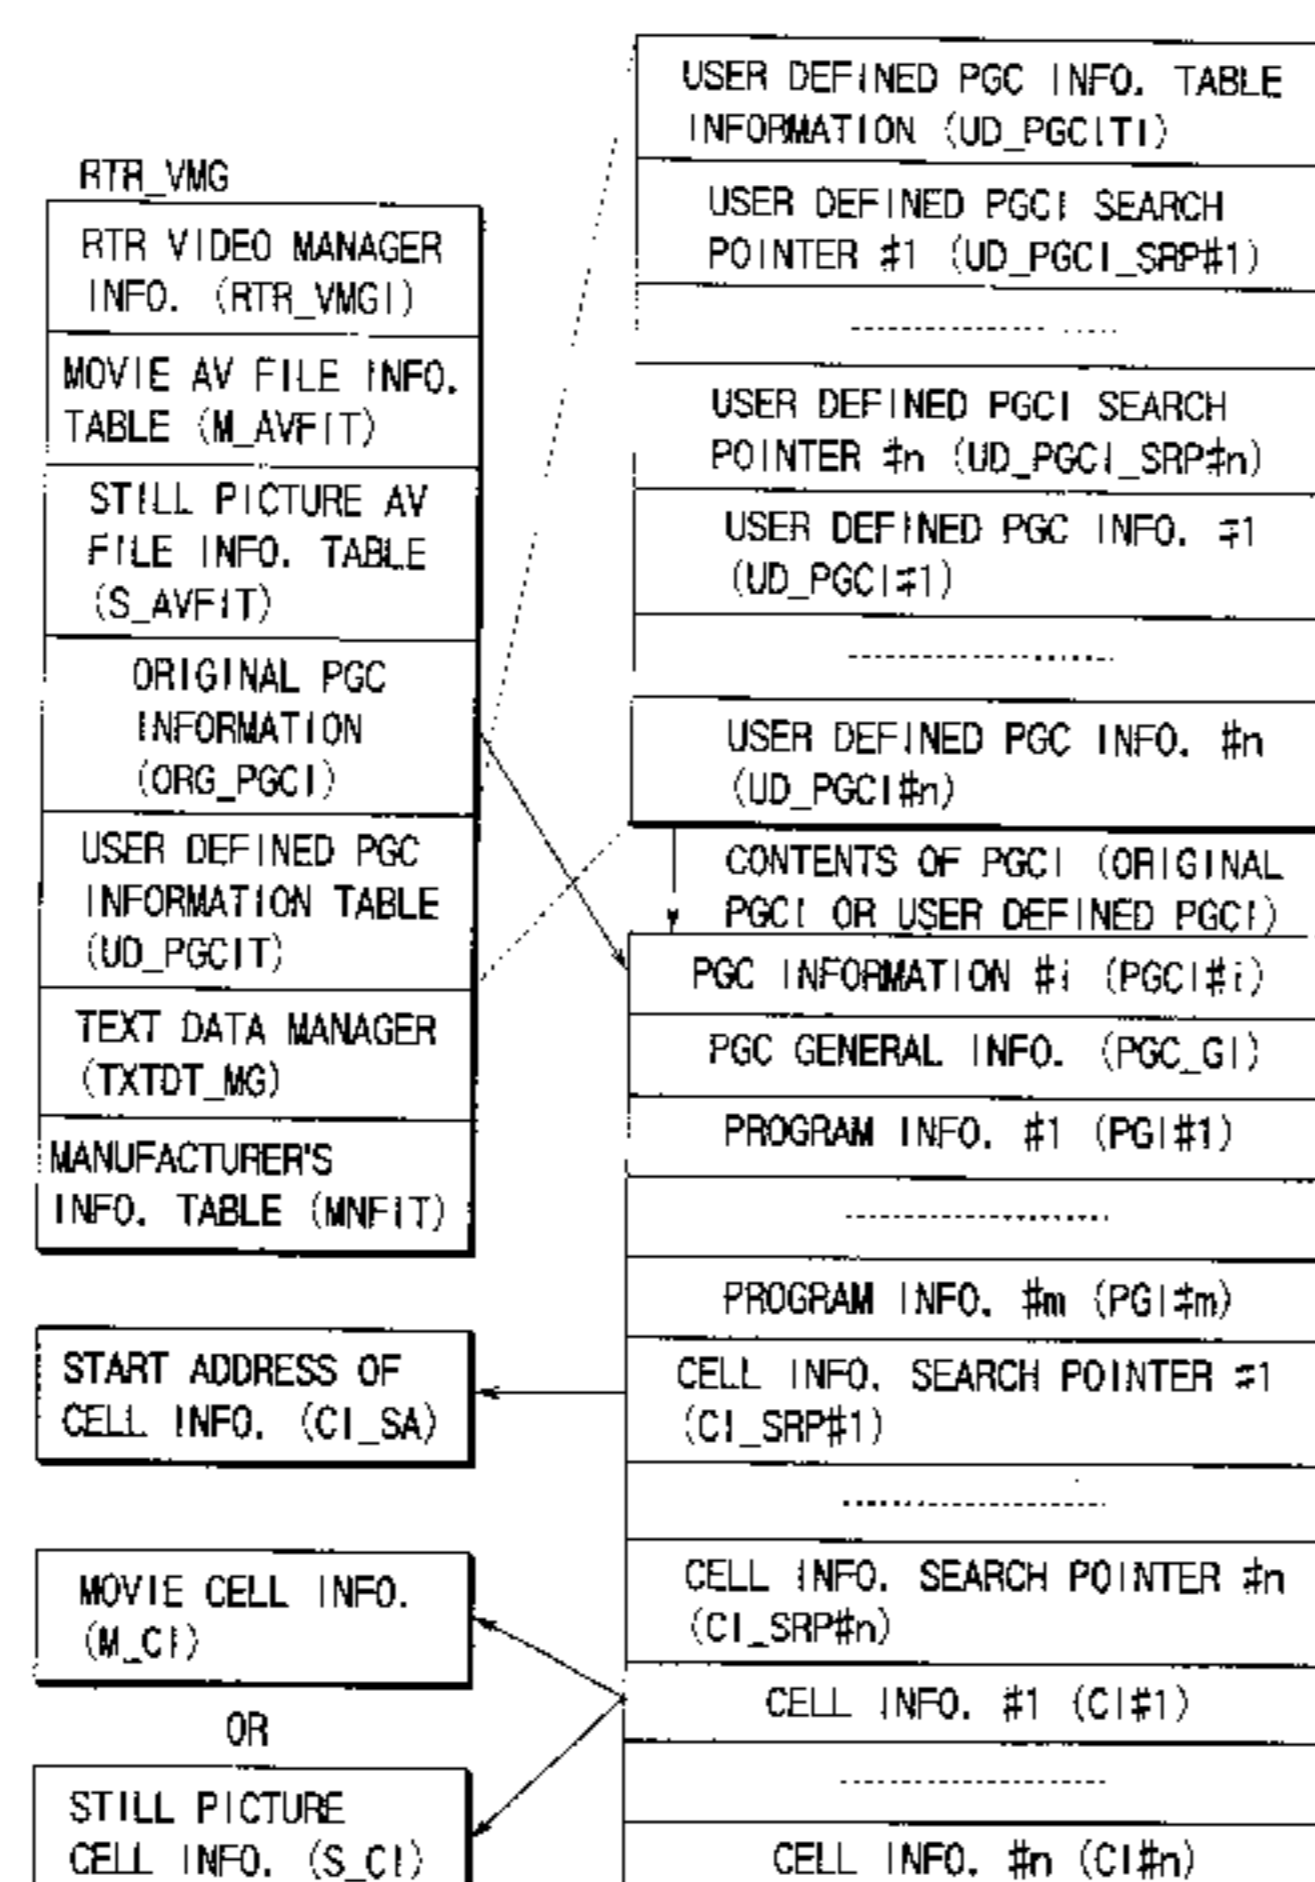 RTR_VMG
RTR VIDEO MANAGER
INFO. (RTR_VMGI)
MOVIE AV FILE INFO.
TABLE (M_AVFIT)
STILL PICTURE AV
FILE INFO. TABLE
(S_AVFIT)
ORIGINAL PGC
INFORMATION
(ORG_PGCI)
USER DEFINED PGC
INFORMATION TABLE
(UD_PGCIT)
TEXT DATA MANAGER
(TXTDT_MG)
MANUFACTURER'S
INFO. TABLE (MNFIT)
START ADDRESS OF
CELL INFO. (CI_SA)
MOVIE CELL INFO.
(M_CI)
OR
STILL PICTURE
CELL INFO. (S_CI)
USER DEFINED PGC INFO. TABLE
INFORMATION (UD_PGCITI)
USER DEFINED PGCI SEARCH
POINTER #1 (UD_PGCI_SRP#1)
USER DEFINED PGCI SEARCH
POINTER #n (UD_PGCI_SRP#n)
USER DEFINED PGC INFO. #1
(UD_PGCI#1)
USER DEFINED PGC INFO. #n
(UD_PGCI#n)
CONTENTS OF PGCI (ORIGINAL
PGCI OR USER DEFINED PGCI)
PGC INFORMATION #i (PGCI#i)
PGC GENERAL INFO. (PGC_GI)
PROGRAM INFO. #1 (PGI#1)
PROGRAM INFO. #m (PGI#m)
CELL INFO. SEARCH POINTER #1
(CI_SRP#1)
CELL INFO. SEARCH POINTER #n
(CI_SRP#n)
CELL INFO. #1 (CI#1)
CELL INFO. #n (CI#n)